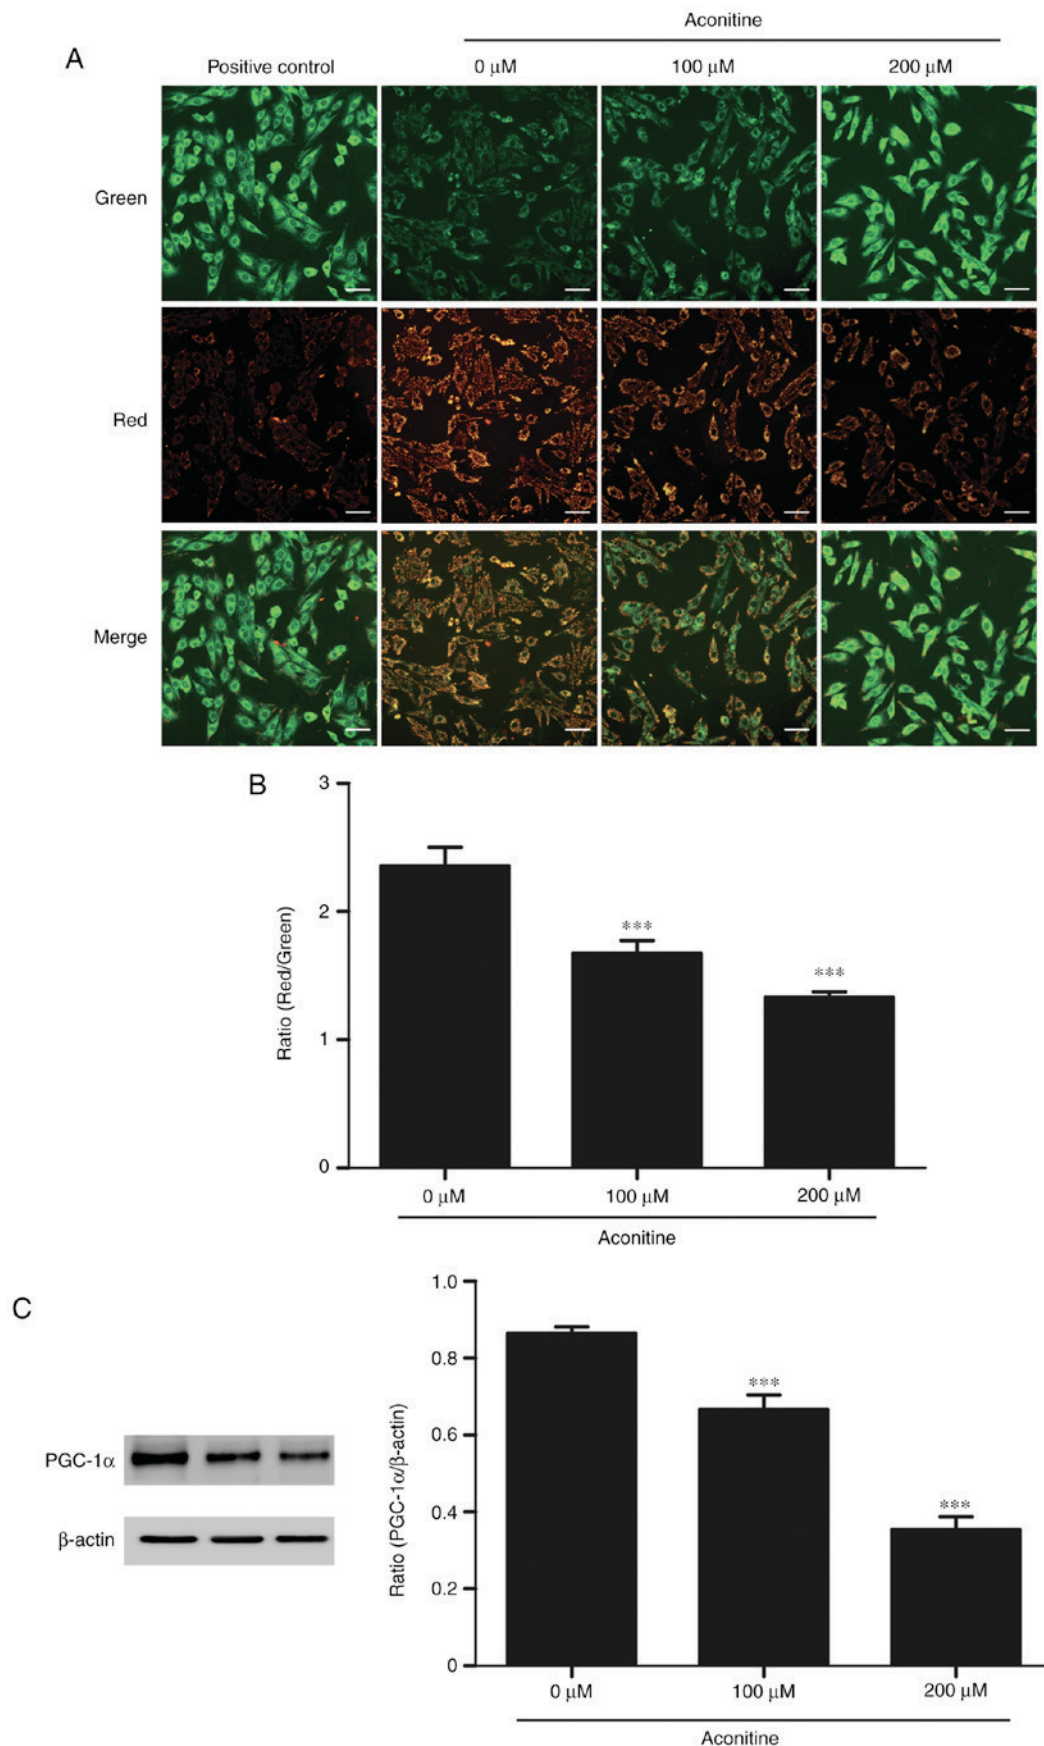 Aconitine
A
Positive control
0 µM
100 µM
200 µM
Green
Red
Merge
B
3
2
1
0
Ratio (Red/Green)
***
***
0 µM
100 µM
200 µM
Aconitine
C
PGC-1α
β-actin
1.0
0.8
0.6
0.4
0.2
0
Ratio (PGC-1α/β-actin)
***
***
0 µM
100 µM
200 µM
Aconitine